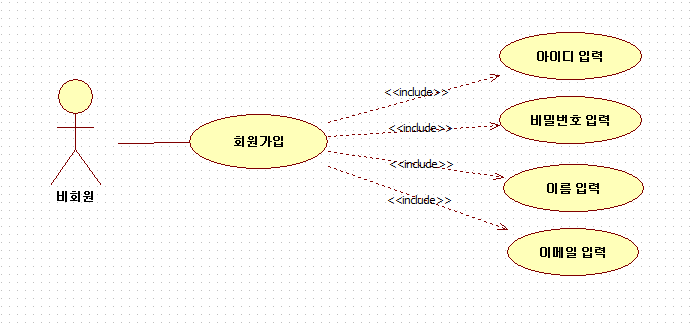 아이디 입력
<<include>>
비밀번호 입력
<<include>>
회원가입
<<include>>
이름 입력
비회원
<<include>>
이메일 입력